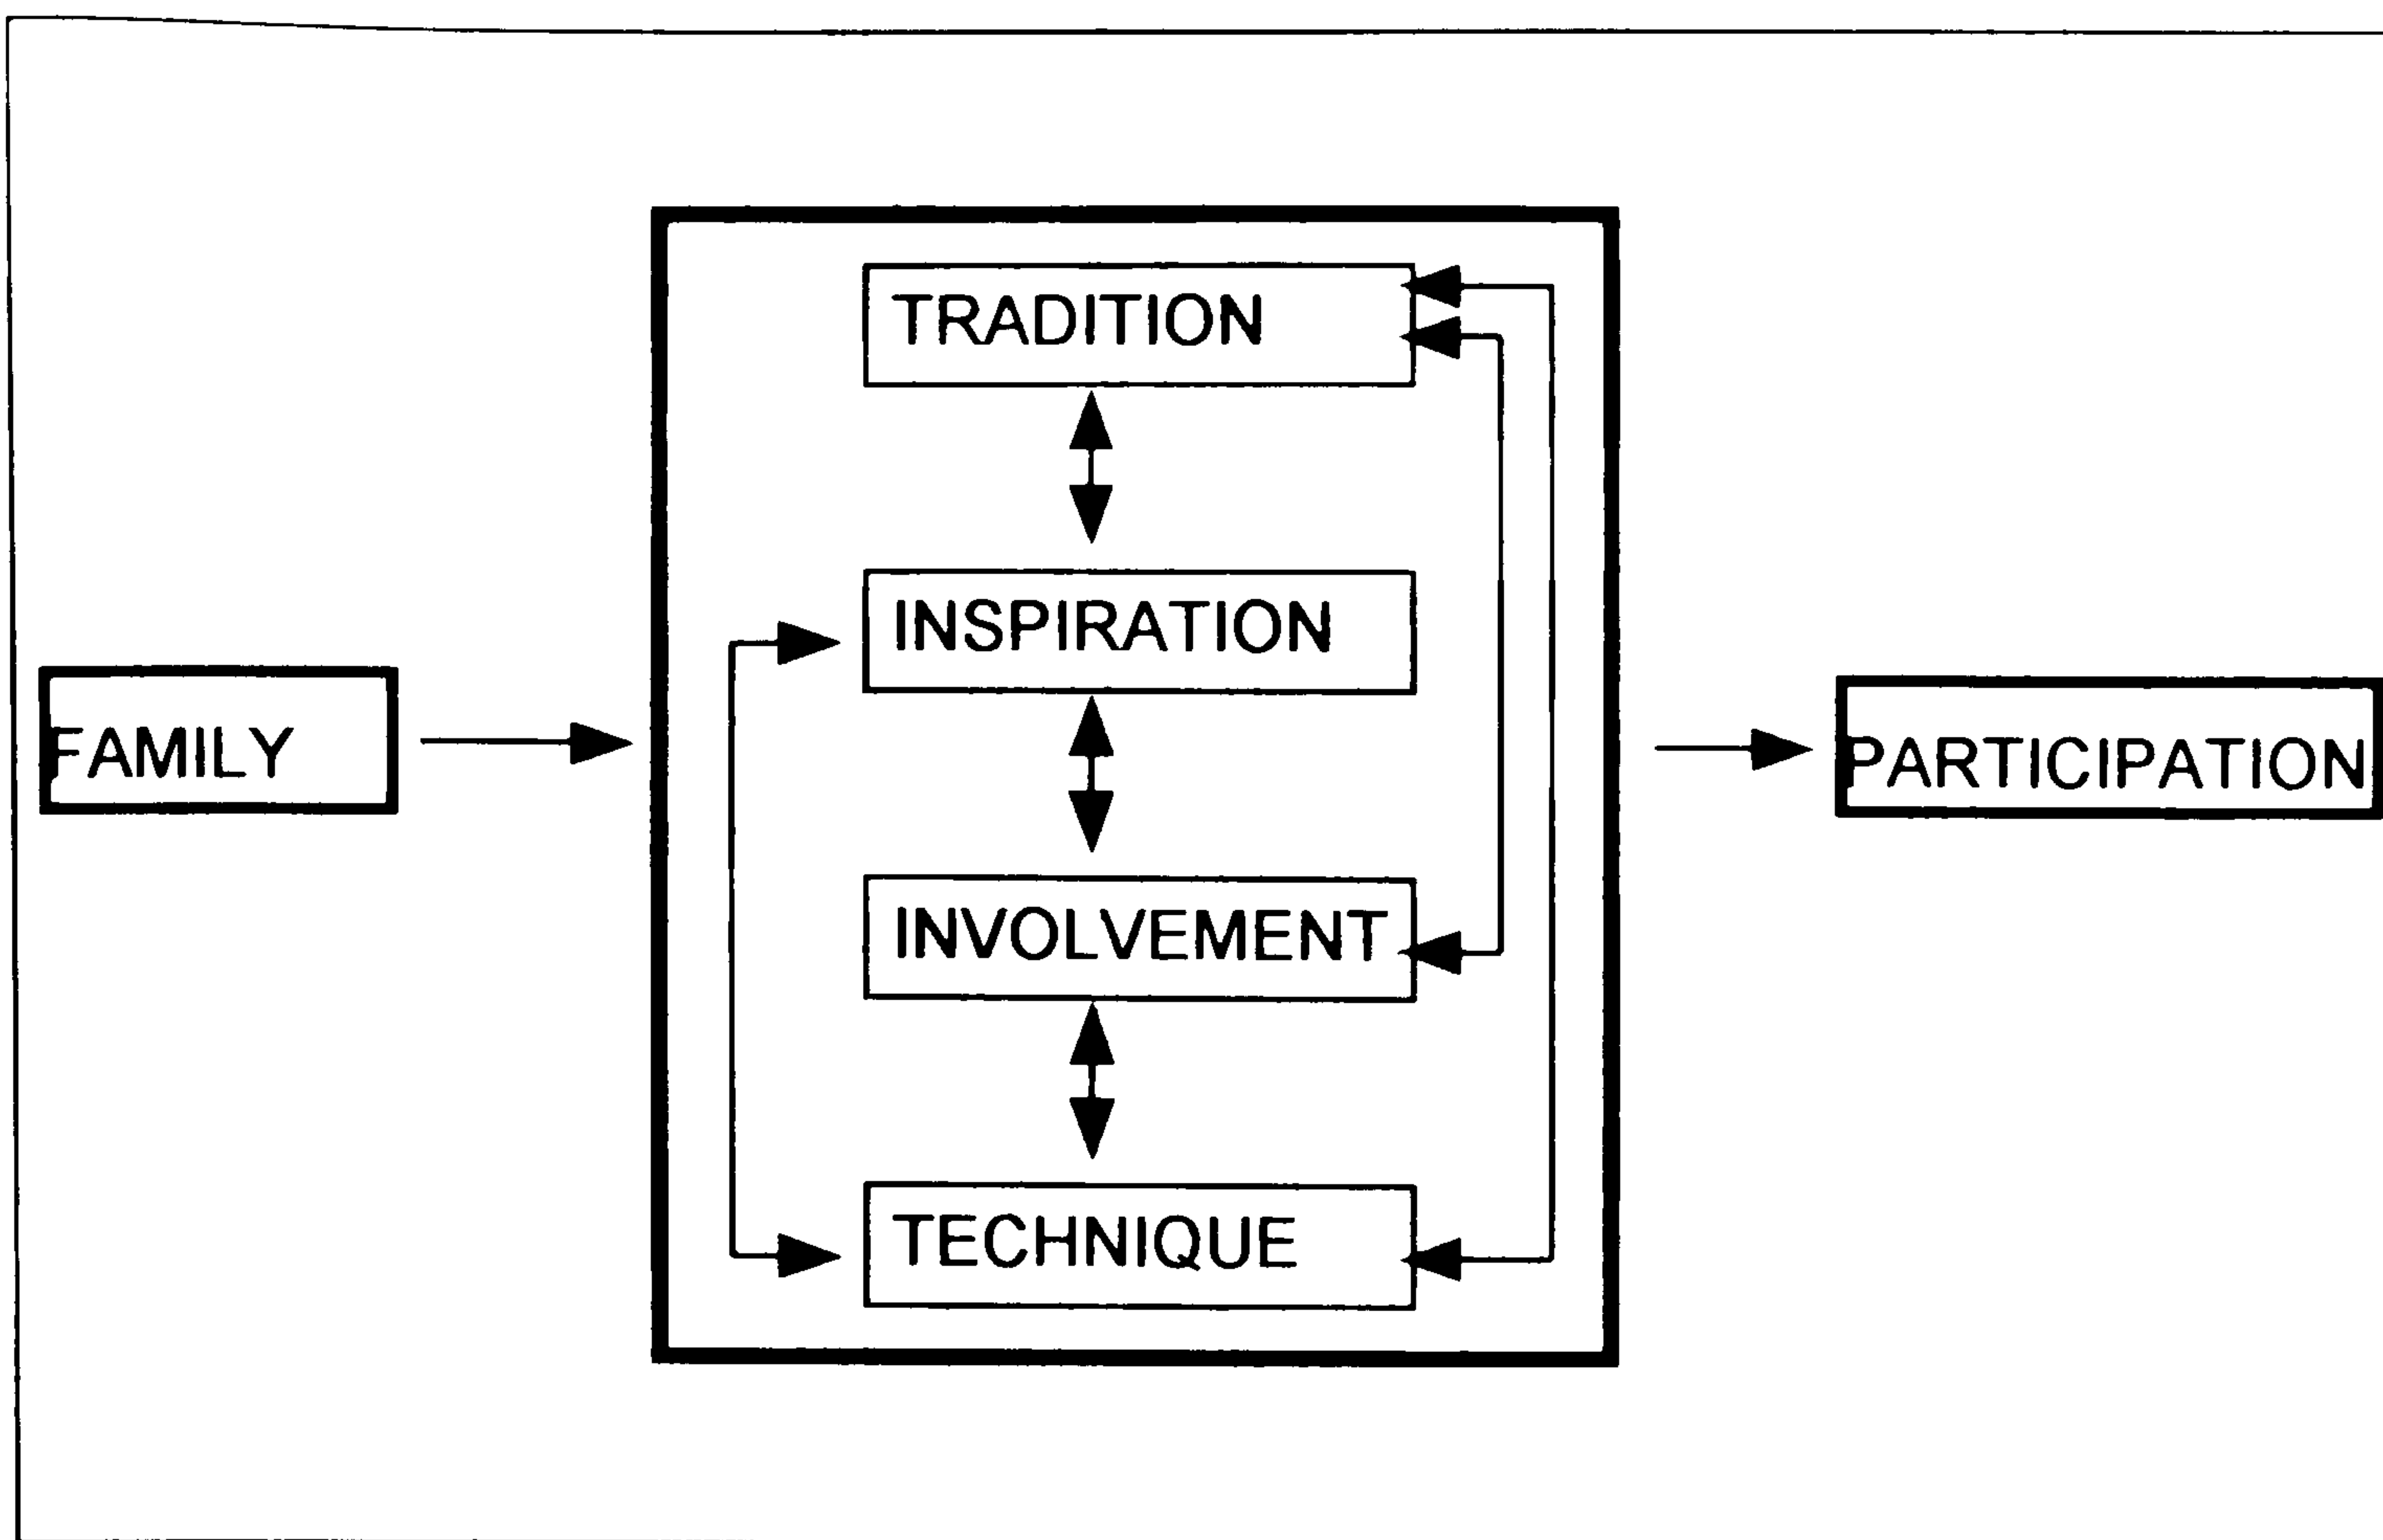 TRADITION
INSPIRATION
FAMILY
PARTICIPATION
INVOLVEMENT
TECHNIQUE